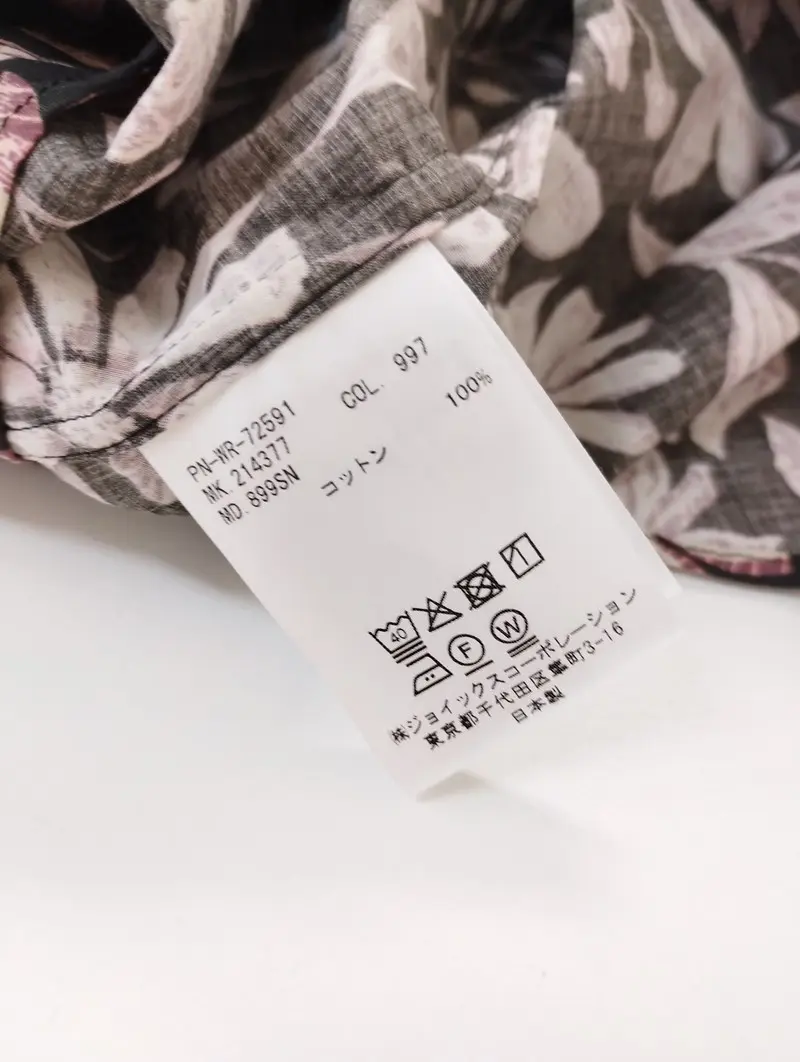 PN-WR-72591 COL. 997
MK. 214377
MD. 899SN
コットン 100%
40
F W
㈱ジョイックスコーポレーション
東京都千代田区麹町3-16
日本製